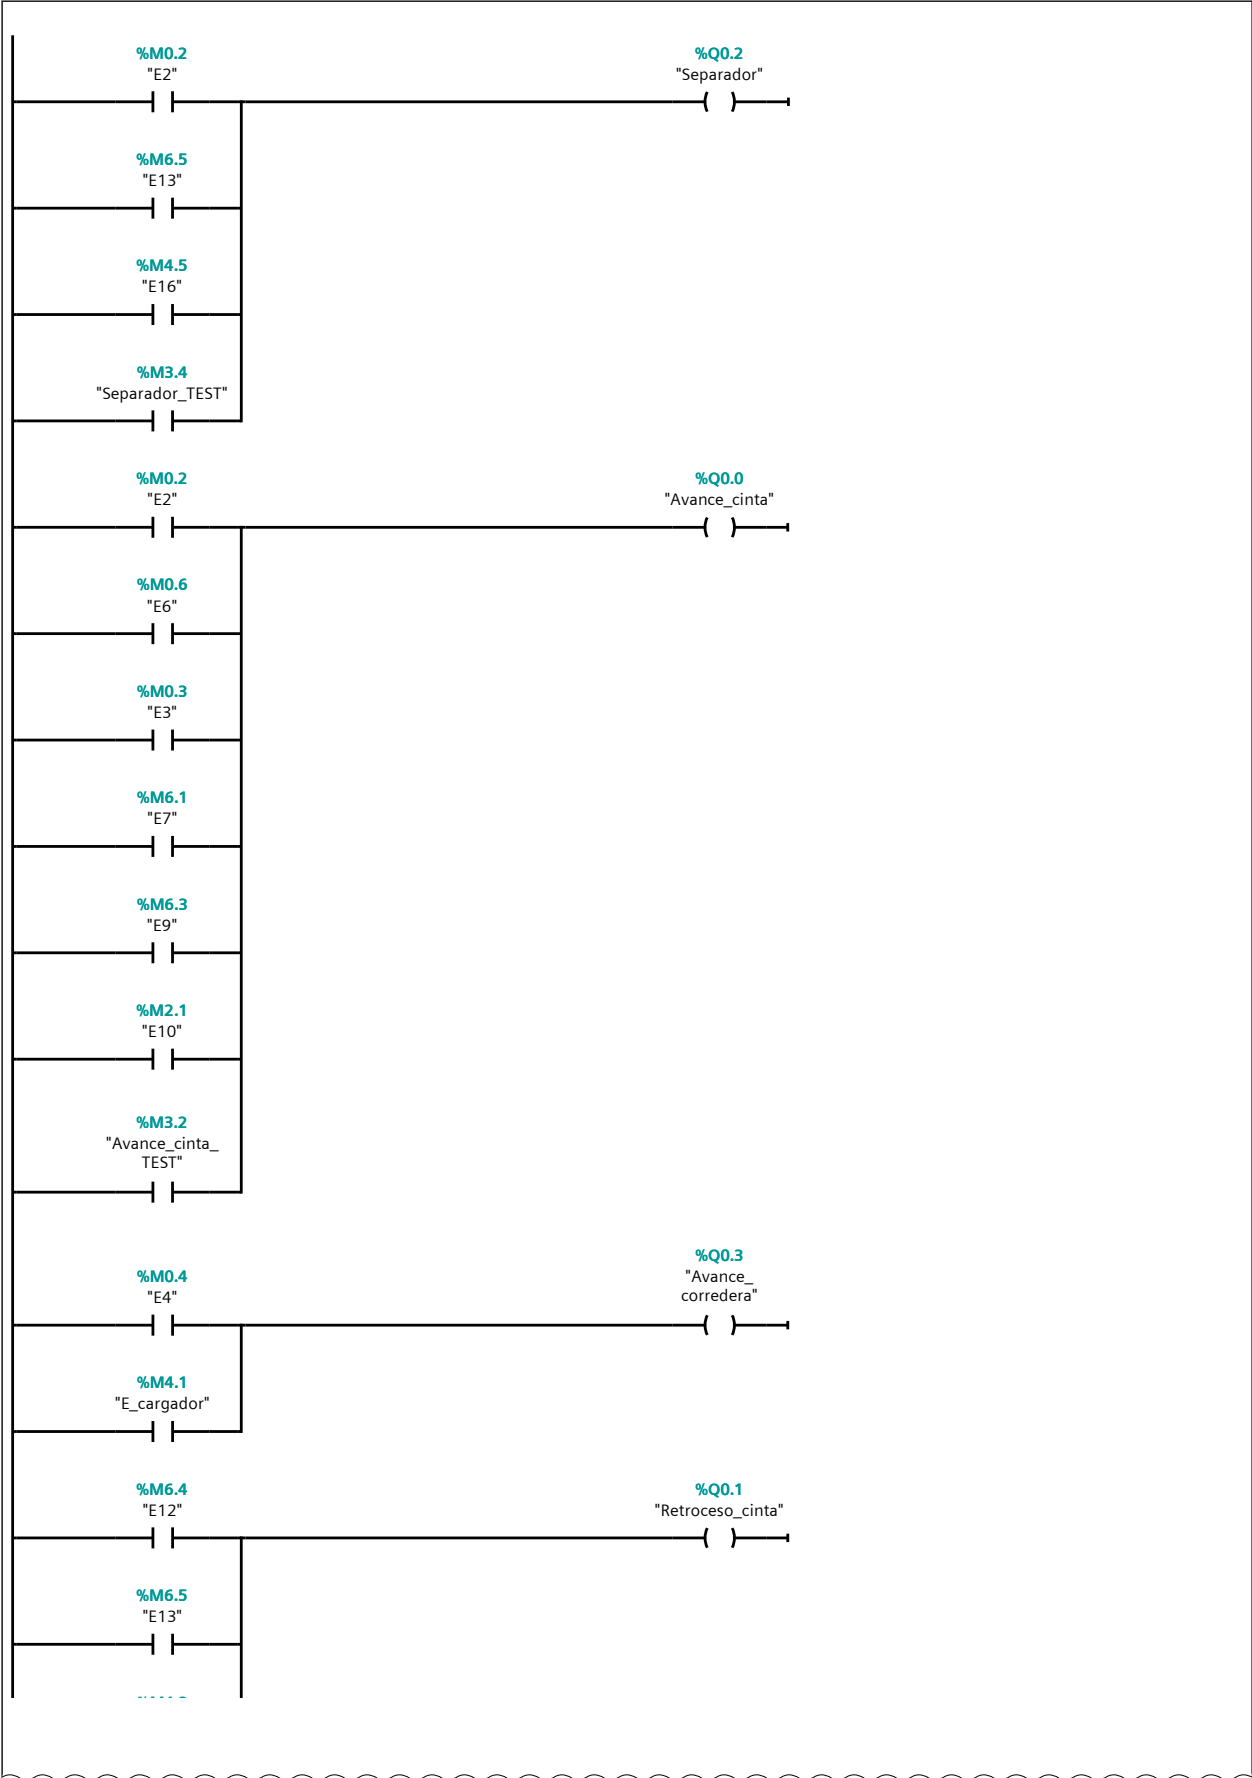 %M0.2
"E2"
%Q0.2
"Separador"
%M6.5
"E13"
%M4.5
"E16"
%M3.4
"Separador_TEST"
%M0.2
"E2"
%Q0.0
"Avance_cinta"
%M0.6
"E6"
%M0.3
"E3"
%M6.1
"E7"
%M6.3
"E9"
%M2.1
"E10"
%M3.2
"Avance_cinta_
TEST"
%M0.4
"E4"
%Q0.3
"Avance_
corredera"
%M4.1
"E_cargador"
%M6.4
"E12"
%Q0.1
"Retroceso_cinta"
%M6.5
"E13"